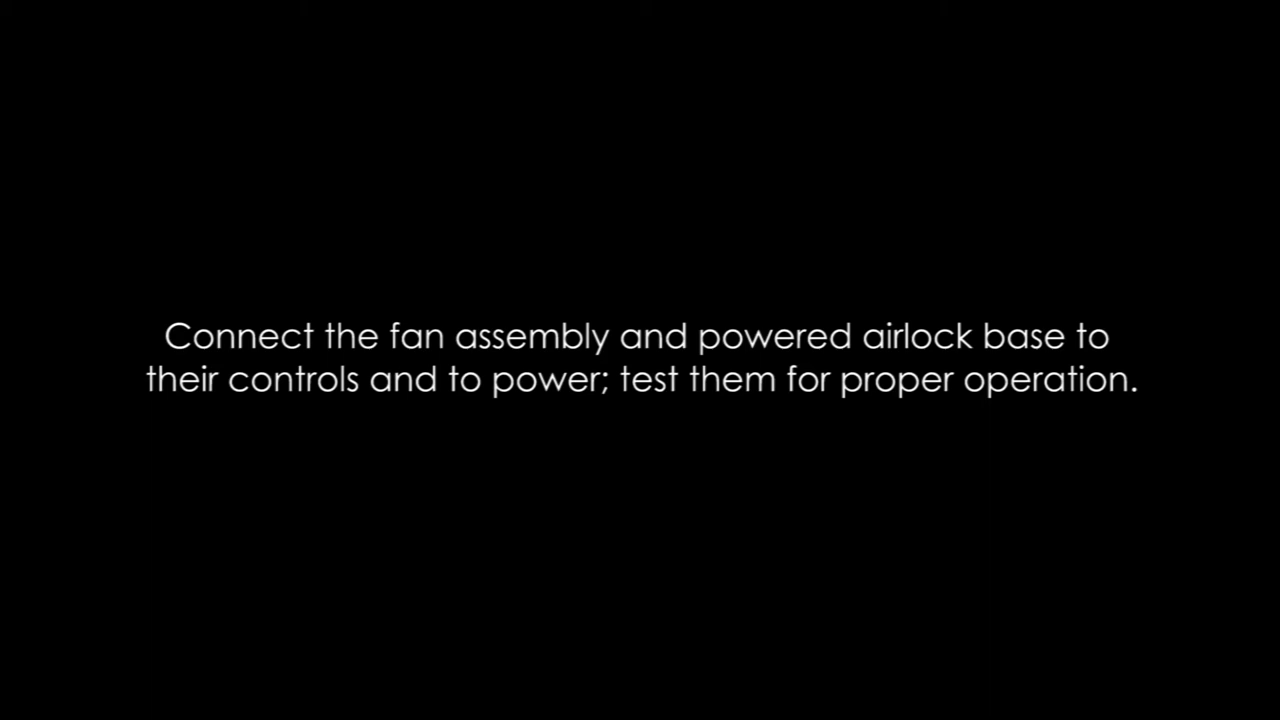 Connect the fan assembly and powered airlock base to
their controls and to power; test them for proper operation.